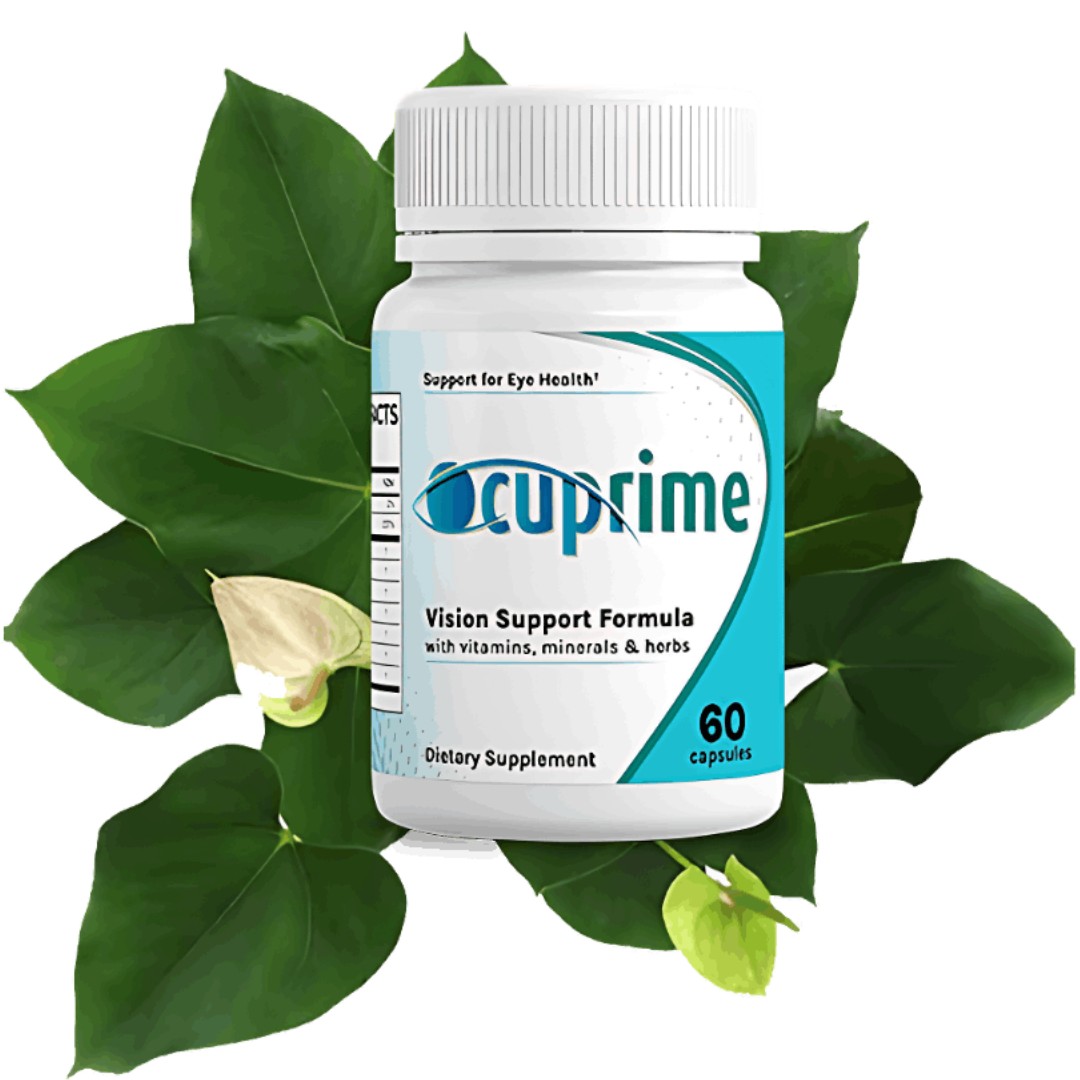 Support for Eye Health†
Ocuprime
Vision Support Formula
with vitamins, minerals & herbs
Dietary Supplement
60
capsules